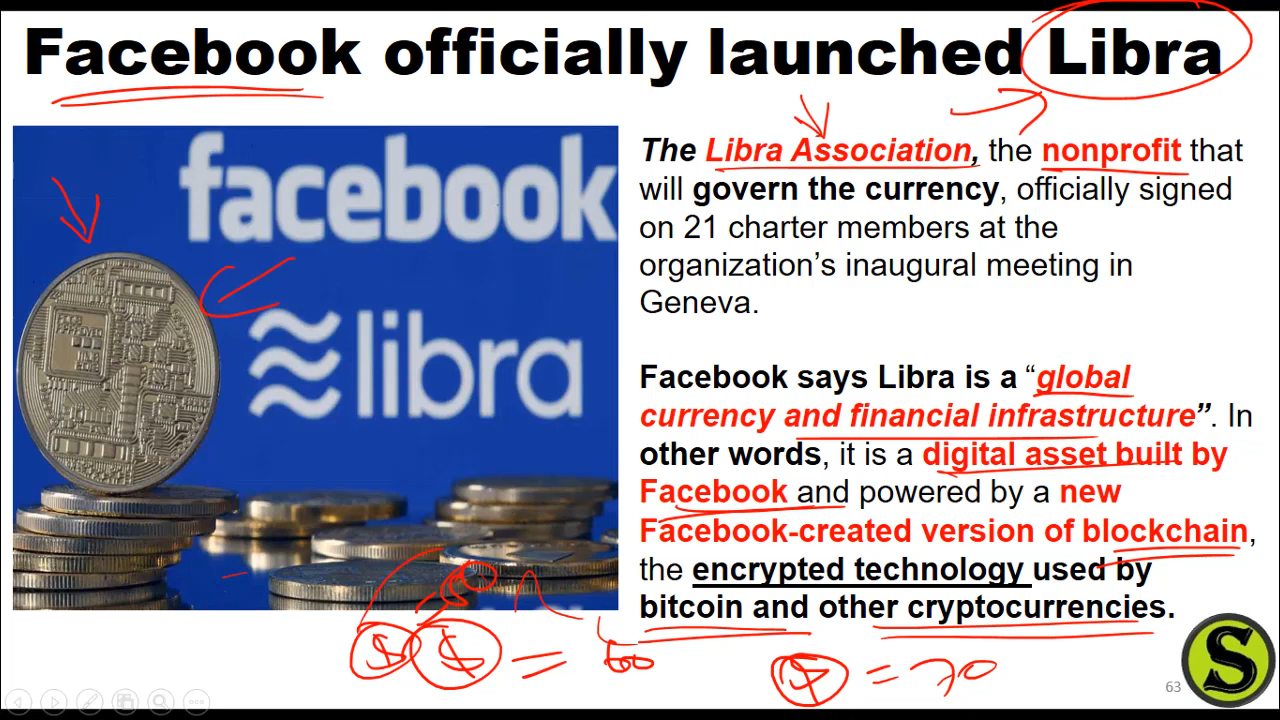 Facebook officially launched Libra
facebook
libra
The Libra Association, the nonprofit that
will govern the currency, officially signed
on 21 charter members at the
organization’s inaugural meeting in
Geneva.
Facebook says Libra is a “global
currency and financial infrastructure”. In
other words, it is a digital asset built by
Facebook and powered by a new
Facebook-created version of blockchain,
the encrypted technology used by
bitcoin and other cryptocurrencies.
$ $ =
= 70
63
S